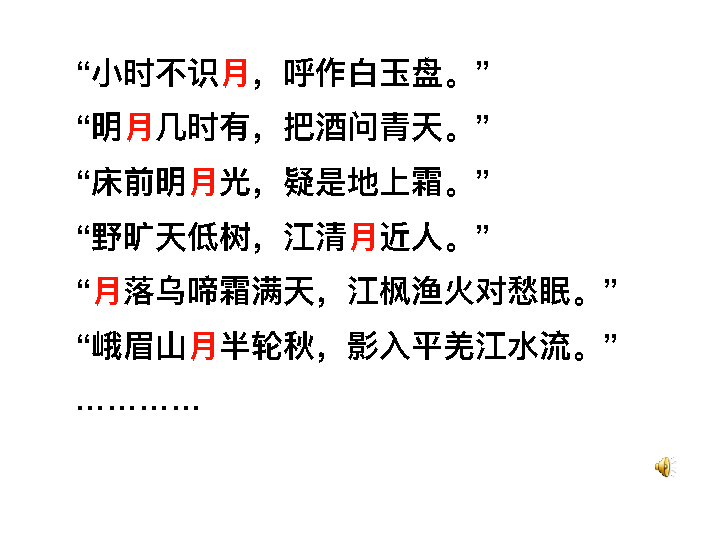 “小时不识月，呼作白玉盘。”
“明月几时有，把酒问青天。”
“床前明月光，疑是地上霜。”
“野旷天低树，江清月近人。”
“月落乌啼霜满天，江枫渔火对愁眠。”
“峨眉山月半轮秋，影入平羌江水流。”
…………